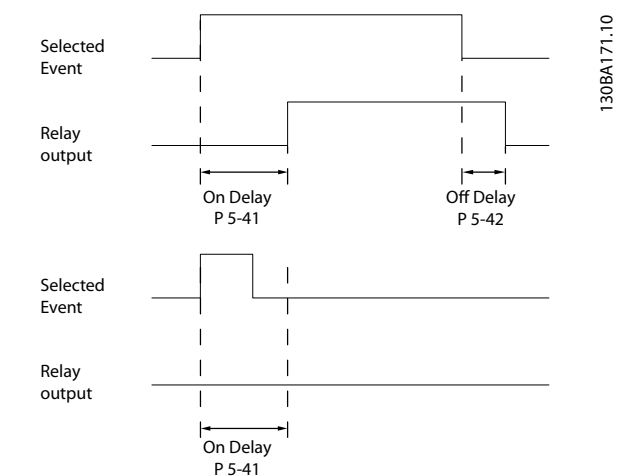 130BA171.10
Selected
Event
Relay
output
On Delay
P 5-41
Off Delay
P 5-42
Selected
Event
Relay
output
On Delay
P 5-41